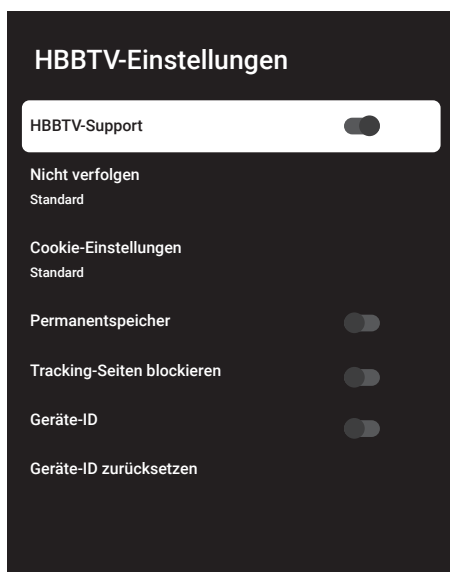 HBBTV-Einstellungen
HBBTV-Support
Nicht verfolgen
Standard
Cookie-Einstellungen
Standard
Permanentspeicher
Tracking-Seiten blockieren
Geräte-ID
Geräte-ID zurücksetzen